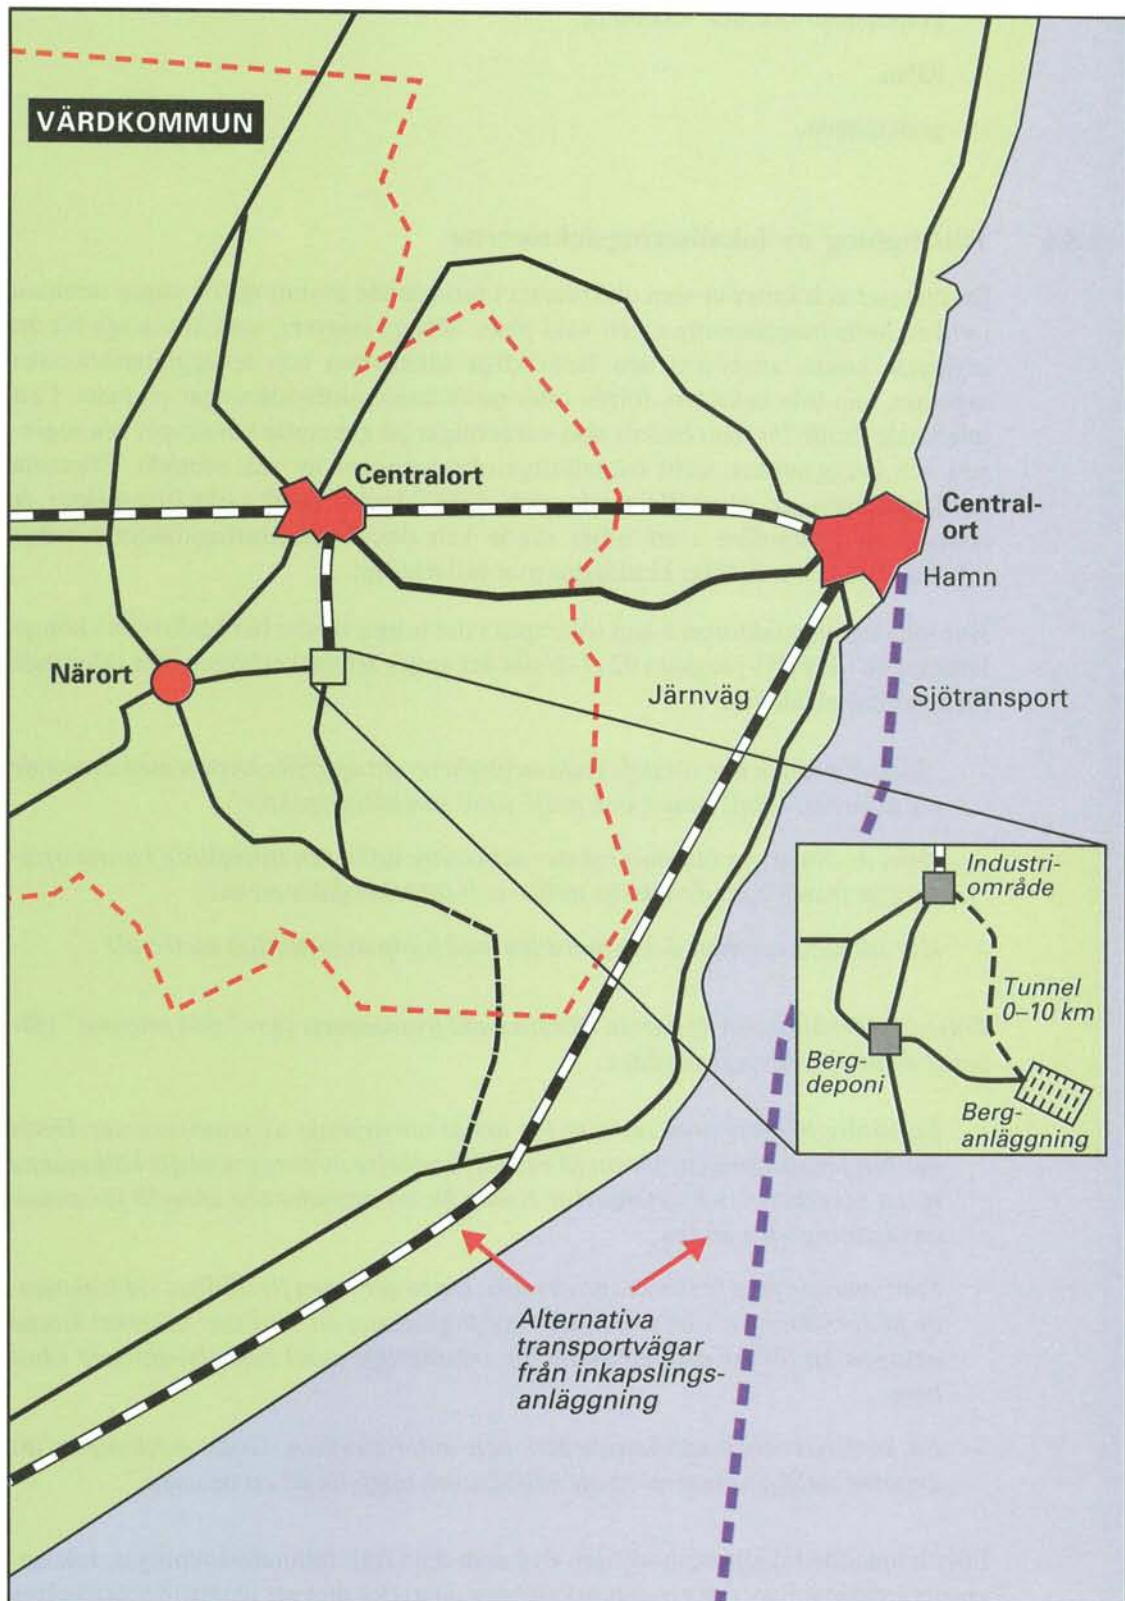 VÄRDKOMMUN
Centralort
Central-
ort
Hamn
Närort
Järnväg
Sjötransport
Industri-
område
Tunnel
0–10 km
Berg-
deponi
Berg-
anläggning
Alternativa
transportvägar
från inkapslings-
anläggning